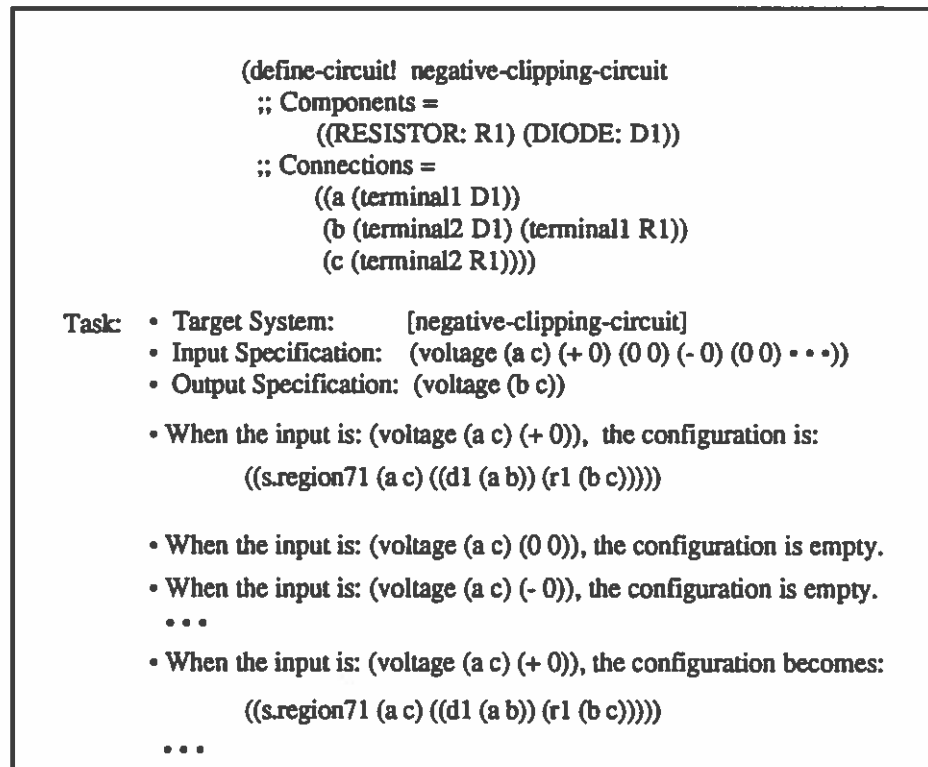 (define-circuit! negative-clipping-circuit
;; Components =
((RESISTOR: R1) (DIODE: D1))
;; Connections =
((a (terminal1 D1))
(b (terminal2 D1) (terminal1 R1))
(c (terminal2 R1))))
Task: • Target System: [negative-clipping-circuit]
• Input Specification: (voltage (a c) (+ 0) (0 0) (- 0) (0 0) • • •))
• Output Specification: (voltage (b c))
• When the input is: (voltage (a c) (+ 0)), the configuration is:
((s.region71 (a c) ((d1 (a b)) (r1 (b c)))))
• When the input is: (voltage (a c) (0 0)), the configuration is empty.
• When the input is: (voltage (a c) (- 0)), the configuration is empty.
• • •
• When the input is: (voltage (a c) (+ 0)), the configuration becomes:
((s.region71 (a c) ((d1 (a b)) (r1 (b c)))))
• • •